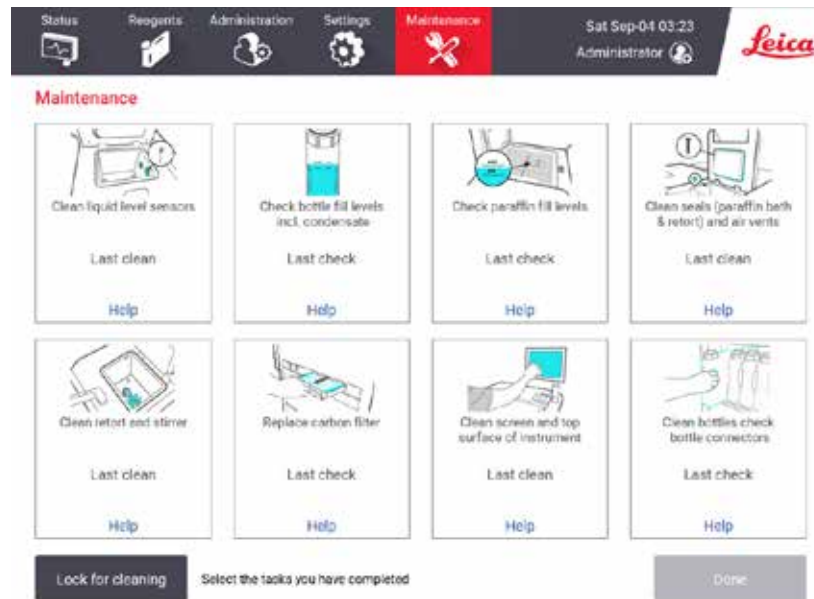 Status Reagents Administration Settings Maintenance Sat Sep-04 03:23
Administrator
Leica
Maintenance
Clean liquid level sensors
Last clean
Help
Check bottle fill levels
incl. condensate
Last check
Help
Check paraffin fill levels
Last check
Help
Clean seals (paraffin bath
& retort) and air vents
Last clean
Help
Clean retort and stirrer
Last clean
Help
Replace carbon filter
Last check
Help
Clean screen and top
surface of instrument
Last clean
Help
Clean bottles check
bottle connectors
Last check
Help
Lock for cleaning Select the tasks you have completed Done